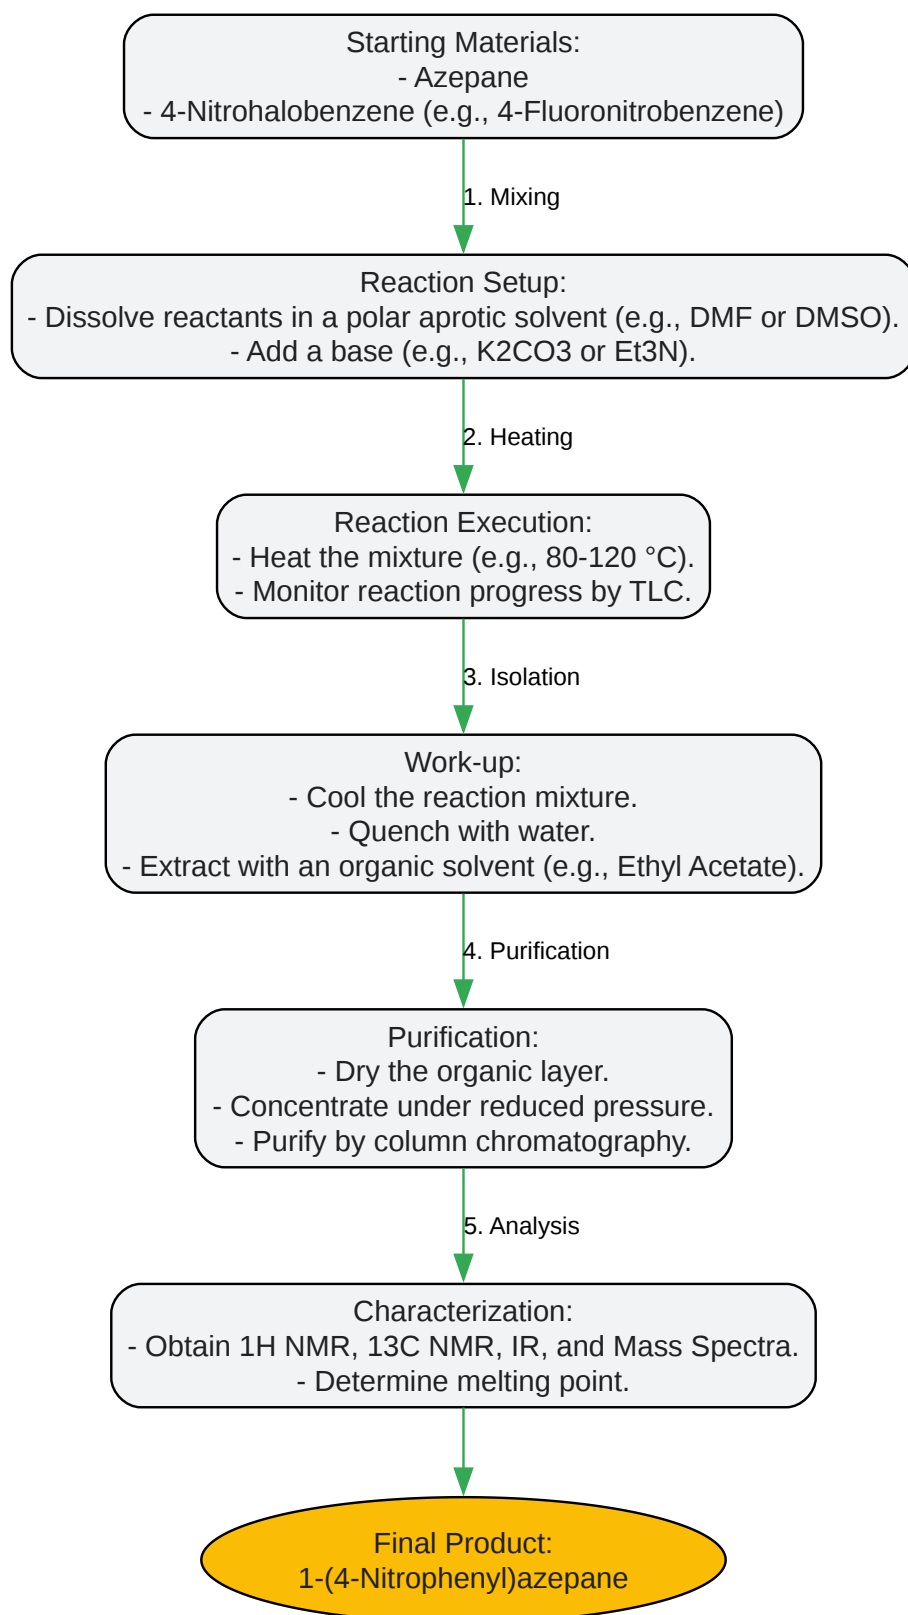 Starting Materials:
- Azepane
- 4-Nitrohalobenzene (e.g., 4-Fluoronitrobenzene)
1. Mixing
Reaction Setup:
- Dissolve reactants in a polar aprotic solvent (e.g., DMF or DMSO).
- Add a base (e.g., K2CO3 or Et3N).
2. Heating
Reaction Execution:
- Heat the mixture (e.g., 80-120 °C).
- Monitor reaction progress by TLC.
3. Isolation
Work-up:
- Cool the reaction mixture.
- Quench with water.
- Extract with an organic solvent (e.g., Ethyl Acetate).
4. Purification
Purification:
- Dry the organic layer.
- Concentrate under reduced pressure.
- Purify by column chromatography.
5. Analysis
Characterization:
- Obtain 1H NMR, 13C NMR, IR, and Mass Spectra.
- Determine melting point.
Final Product:
1-(4-Nitrophenyl)azepane